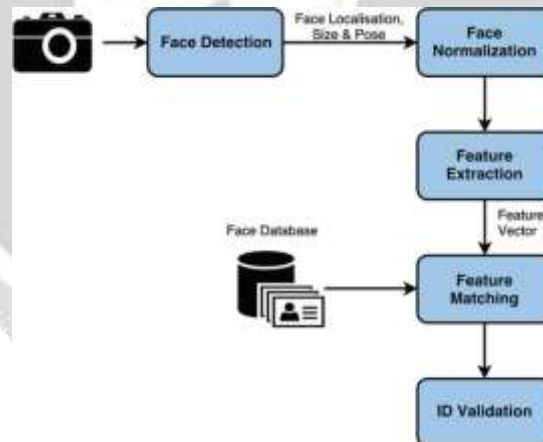 Face Detection
Face Localisation,
Size & Pose
Face
Normalization
Feature
Extraction
Feature
Vector
Face Database
Feature
Matching
ID Validation